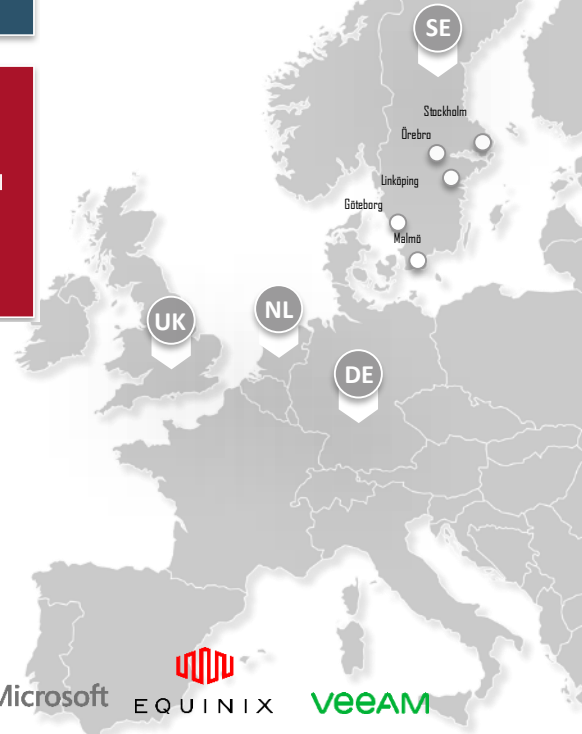 SE
Stockholm
Örebro
Linköping
Göteborg
Malmö
UK
NL
DE
Microsoft
EQUINIX
veeAM